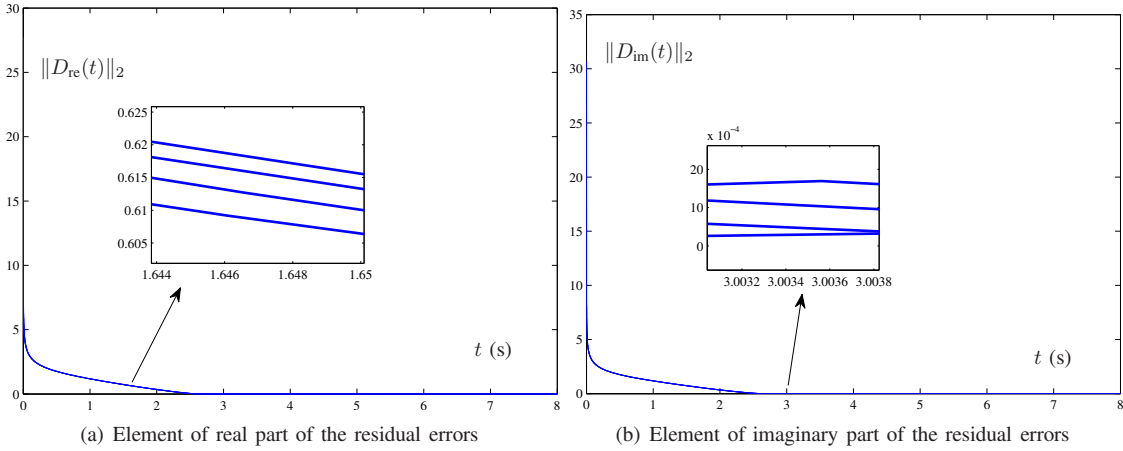 30
25
20
15
10
5
0
‖D_re(t)‖_2
0.625
0.62
0.615
0.61
0.605
1.644 1.646 1.648 1.65
t (s)
0 1 2 3 4 5 6 7 8
(a) Element of real part of the residual errors
35
30
25
20
15
10
5
0
‖D_im(t)‖_2
x 10^-4
20
10
0
3.0032 3.0034 3.0036 3.0038
t (s)
0 1 2 3 4 5 6 7 8
(b) Element of imaginary part of the residual errors